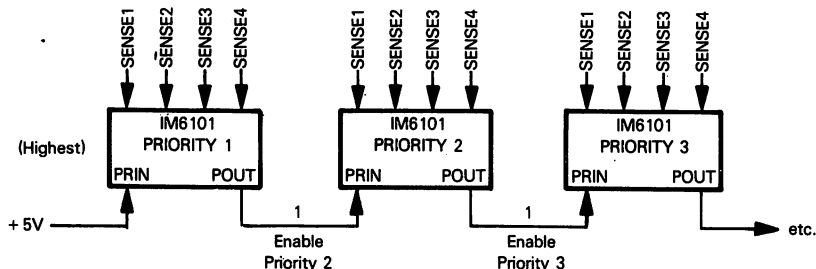 SENSE1
SENSE2
SENSE3
SENSE4
SENSE1
SENSE2
SENSE3
SENSE4
SENSE1
SENSE2
SENSE3
SENSE4
(Highest)
IM6101
PRIORITY 1
PRIN POUT
IM6101
PRIORITY 2
PRIN POUT
IM6101
PRIORITY 3
PRIN POUT
+ 5V
1
Enable
Priority 2
1
Enable
Priority 3
etc.